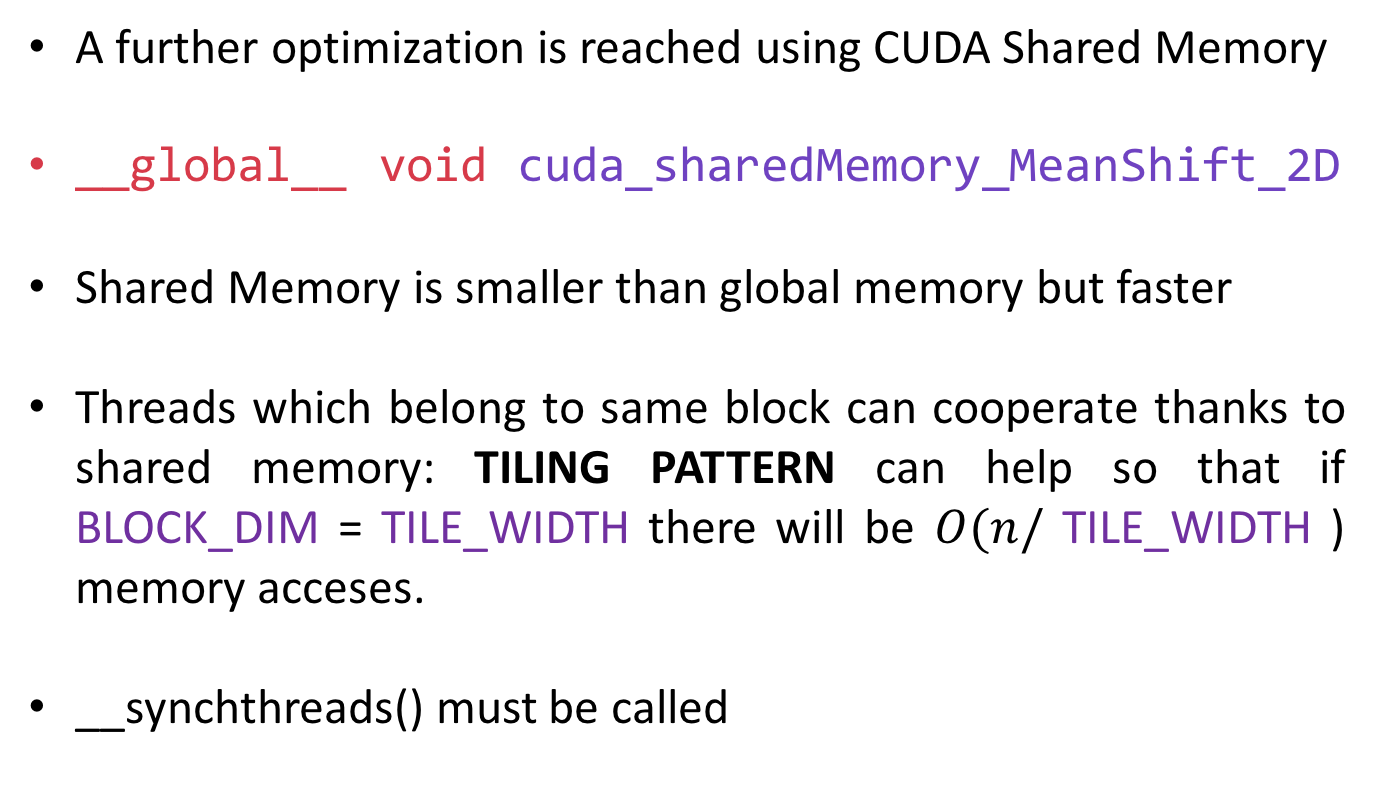 • A further optimization is reached using CUDA Shared Memory
• __global__ void cuda_sharedMemory_MeanShift_2D
• Shared Memory is smaller than global memory but faster
• Threads which belong to same block can cooperate thanks to
shared memory: TILING PATTERN can help so that if
BLOCK_DIM = TILE_WIDTH there will be O(n/ TILE_WIDTH )
memory acceses.
• __synchthreads() must be called